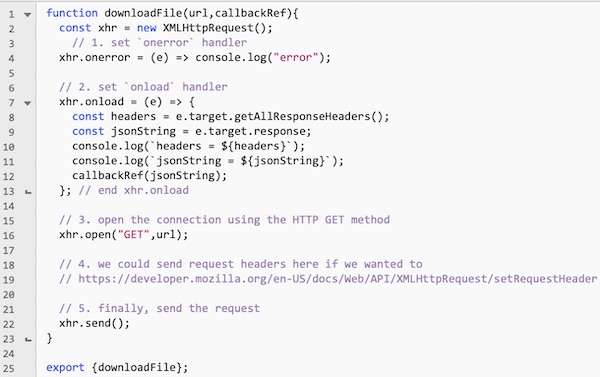 1 function downloadFile(url,callbackRef){
2 const xhr = new XMLHttpRequest();
3 // 1. set `onerror` handler
4 xhr.onerror = (e) => console.log("error");
5
6 // 2. set `onload` handler
7 xhr.onload = (e) => {
8 const headers = e.target.getAllResponseHeaders();
9 const jsonString = e.target.response;
10 console.log(`headers = ${headers}`);
11 console.log(`jsonString = ${jsonString}`);
12 callbackRef(jsonString);
13 }; // end xhr.onload
14
15 // 3. open the connection using the HTTP GET method
16 xhr.open("GET",url);
17
18 // 4. we could send request headers here if we wanted to
19 // https://developer.mozilla.org/en-US/docs/Web/API/XMLHttpRequest/setRequestHeader
20
21 // 5. finally, send the request
22 xhr.send();
23 }
24
25 export {downloadFile};